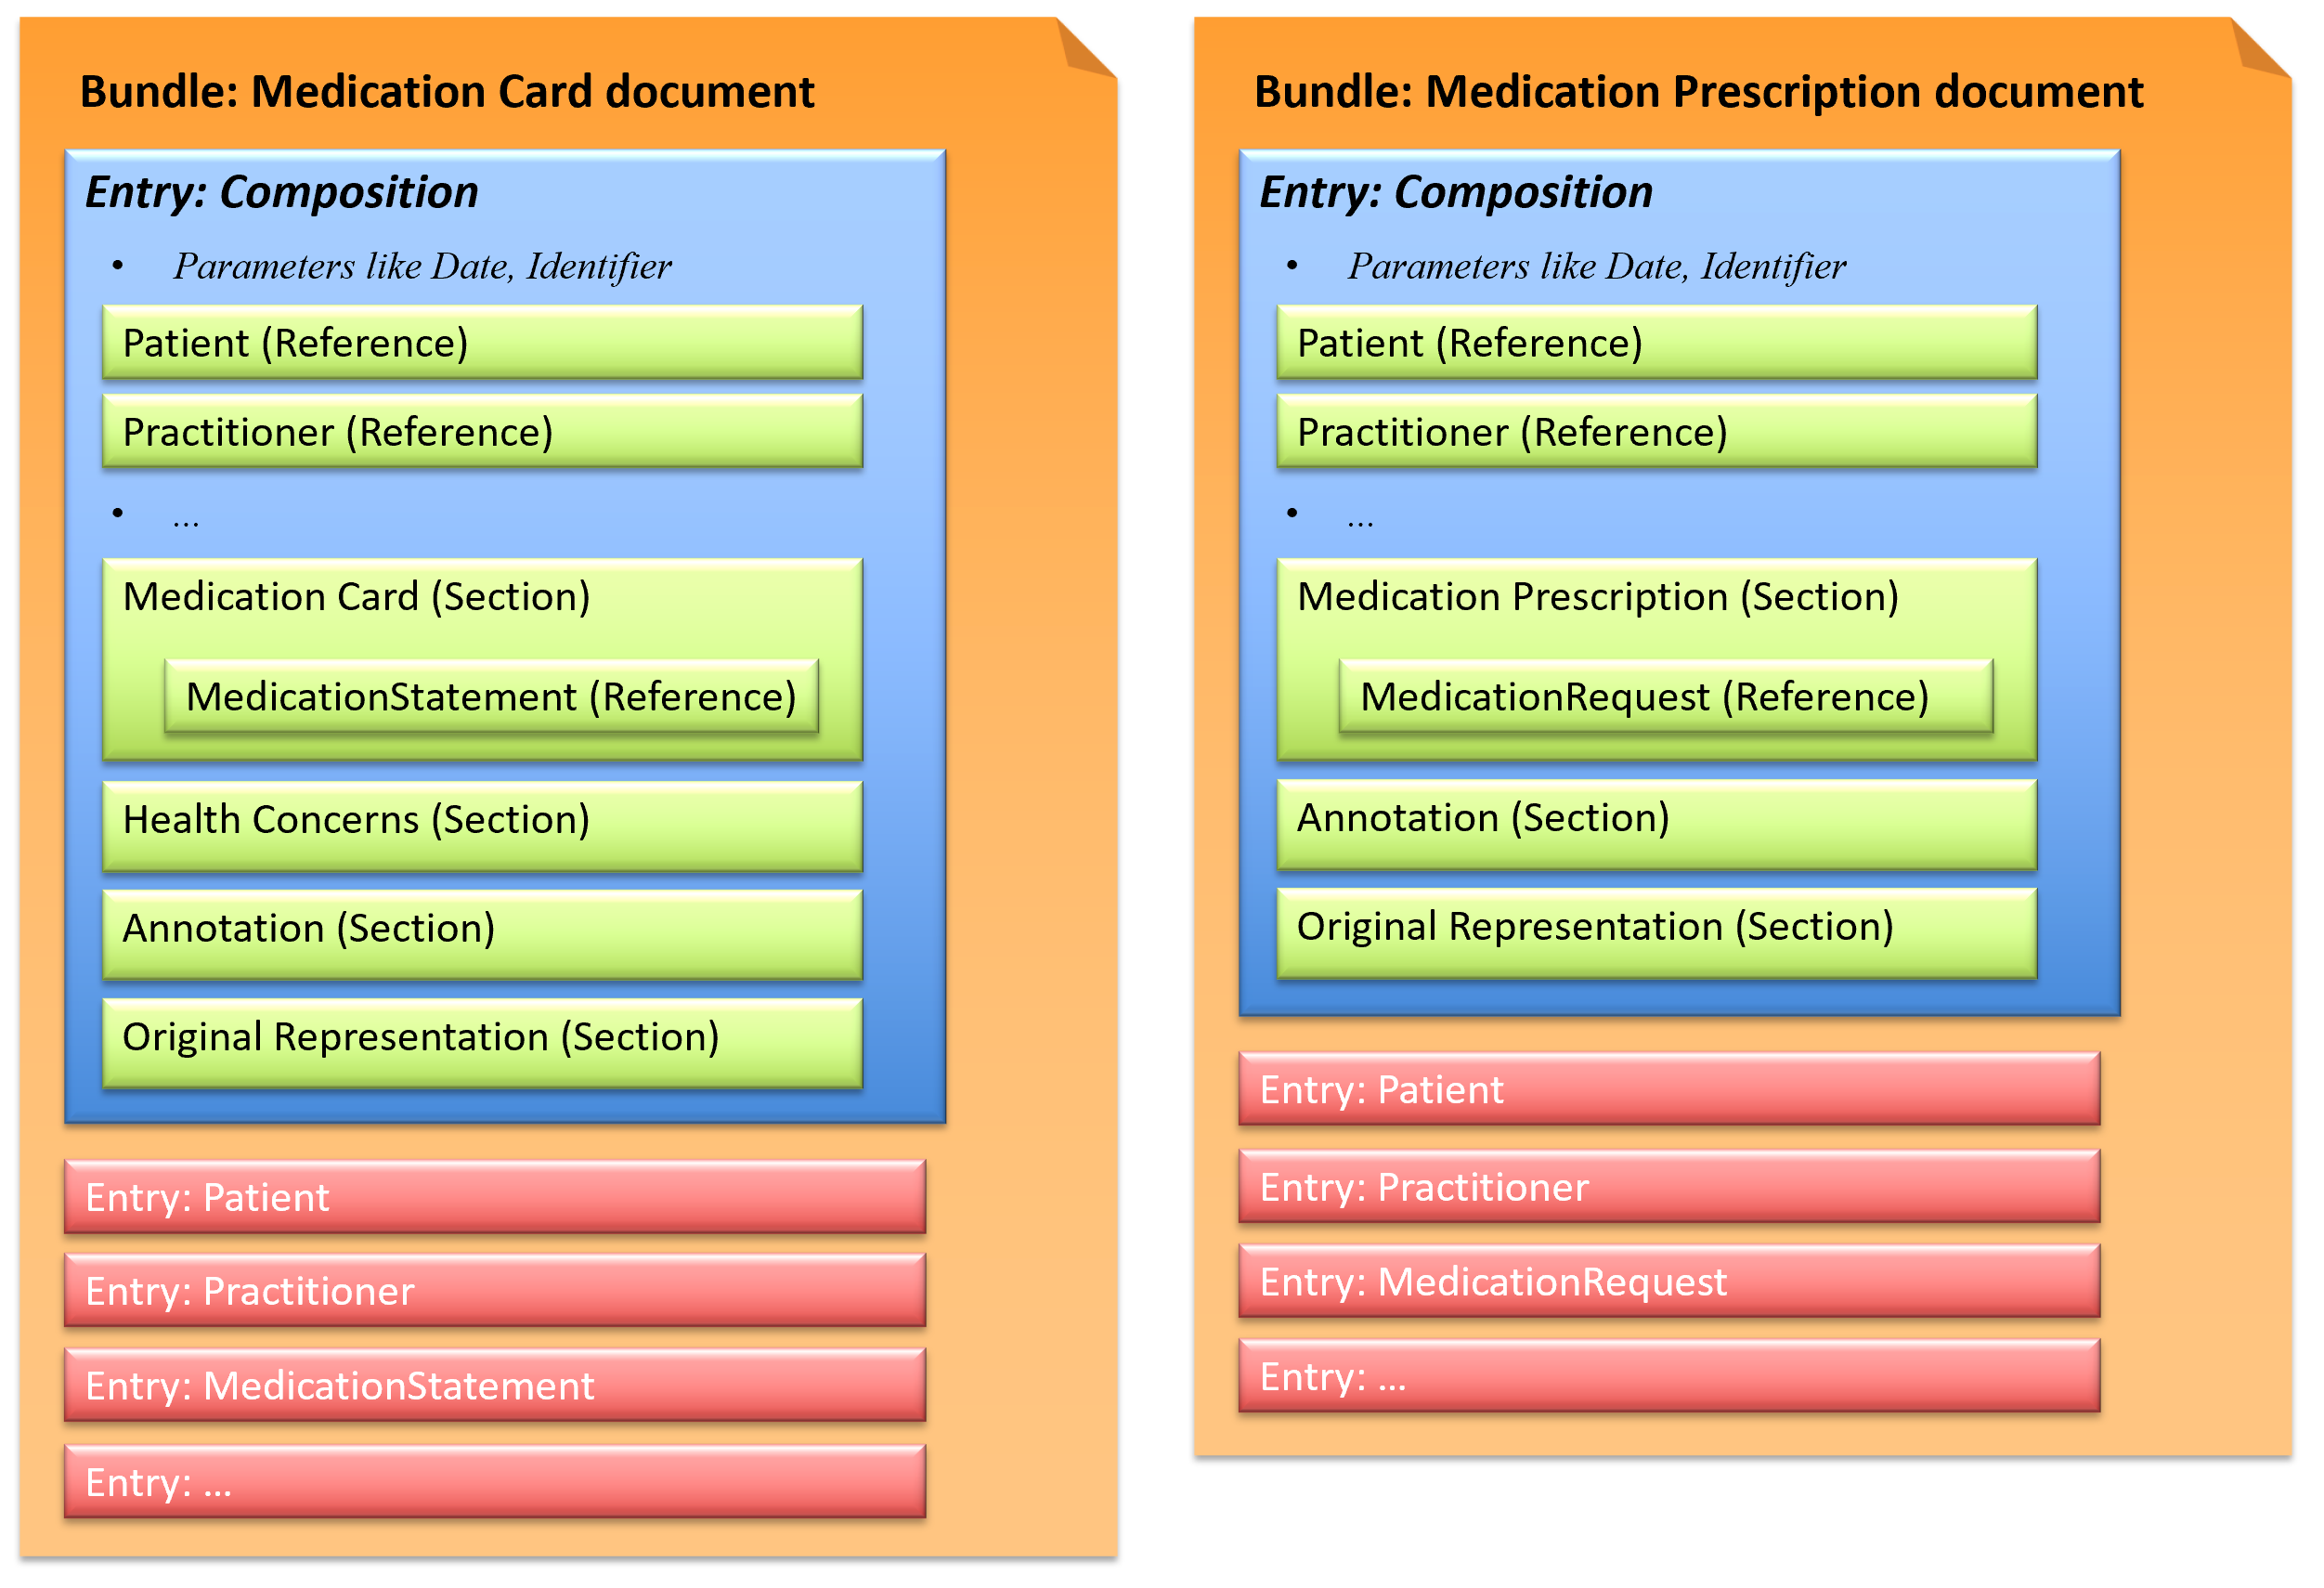 Bundle: Medication Card document
Entry: Composition
• Parameters like Date, Identifier
Patient (Reference)
Practitioner (Reference)
• ...
Medication Card (Section)
MedicationStatement (Reference)
Health Concerns (Section)
Annotation (Section)
Original Representation (Section)
Entry: Patient
Entry: Practitioner
Entry: MedicationStatement
Entry: ...
Bundle: Medication Prescription document
Entry: Composition
• Parameters like Date, Identifier
Patient (Reference)
Practitioner (Reference)
• ...
Medication Prescription (Section)
MedicationRequest (Reference)
Annotation (Section)
Original Representation (Section)
Entry: Patient
Entry: Practitioner
Entry: MedicationRequest
Entry: ...